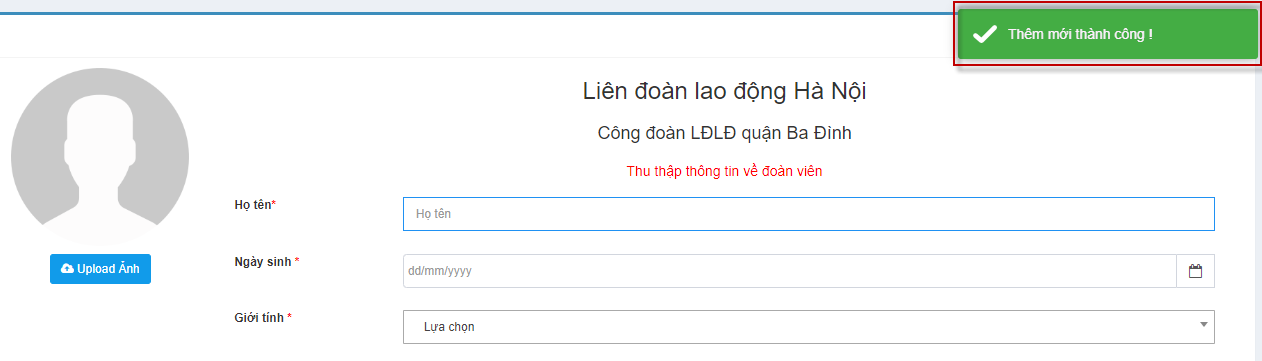 Thêm mới thành công !
Liên đoàn lao động Hà Nội
Công đoàn LĐLĐ quận Ba Đình
Thu thập thông tin về đoàn viên
Họ tên*
Họ tên
Upload Ảnh
Ngày sinh *
dd/mm/yyyy
Giới tính *
Lựa chọn